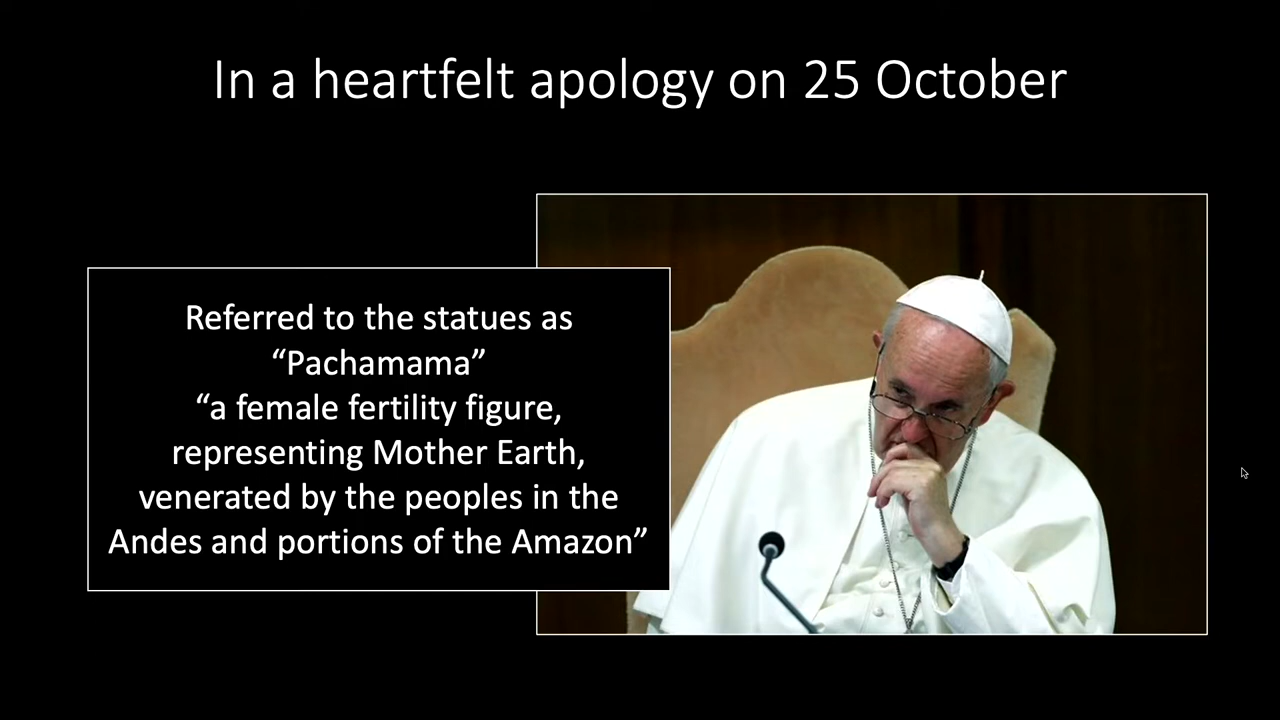 In a heartfelt apology on 25 October
Referred to the statues as
“Pachamama”
“a female fertility figure,
representing Mother Earth,
venerated by the peoples in the
Andes and portions of the Amazon”